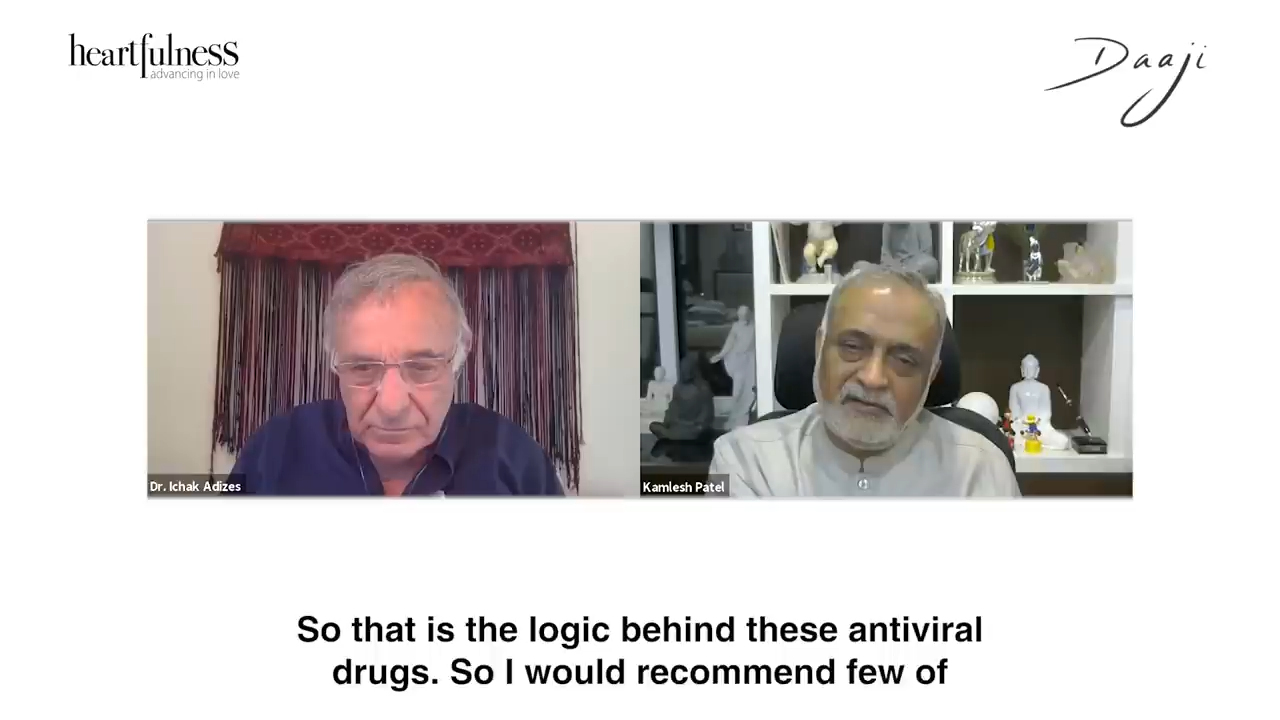 heartfulness
advancing in love
Daaji
Dr. Ichak Adizes
Kamlesh Patel
So that is the logic behind these antiviral
drugs. So I would recommend few of